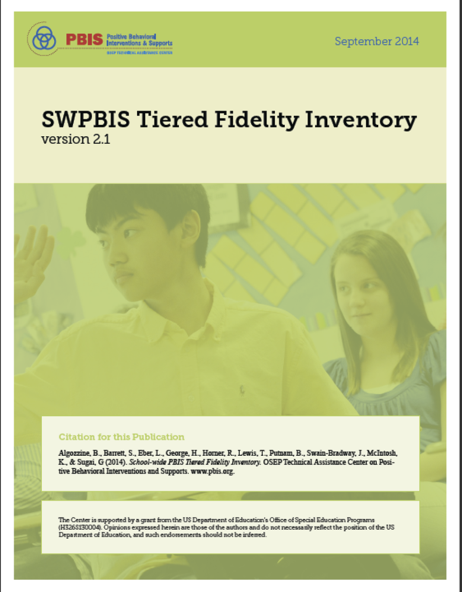 PBIS Positive Behavioral
Interventions & Supports
OSEP TECHNICAL ASSISTANCE CENTER
September 2014
SWPBIS Tiered Fidelity Inventory
version 2.1
Citation for this Publication
Algozzine, B., Barrett, S., Eber, L., George, H., Horner, R., Lewis, T., Putnam, B., Swain-Bradway, J., McIntosh,
K., & Sugai, G (2014). School-wide PBIS Tiered Fidelity Inventory. OSEP Technical Assistance Center on Posi-
tive Behavioral Interventions and Supports. www.pbis.org.
The Center is supported by a grant from the US Department of Education's Office of Special Education Programs
(H326S130004). Opinions expressed herein are those of the authors and do not necessarily reflect the position of the US
Department of Education, and such endorsements should not be inferred.